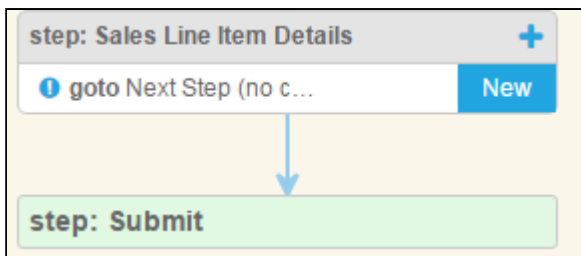 step: Sales Line Item Details
goto Next Step (no c...
New
step: Submit